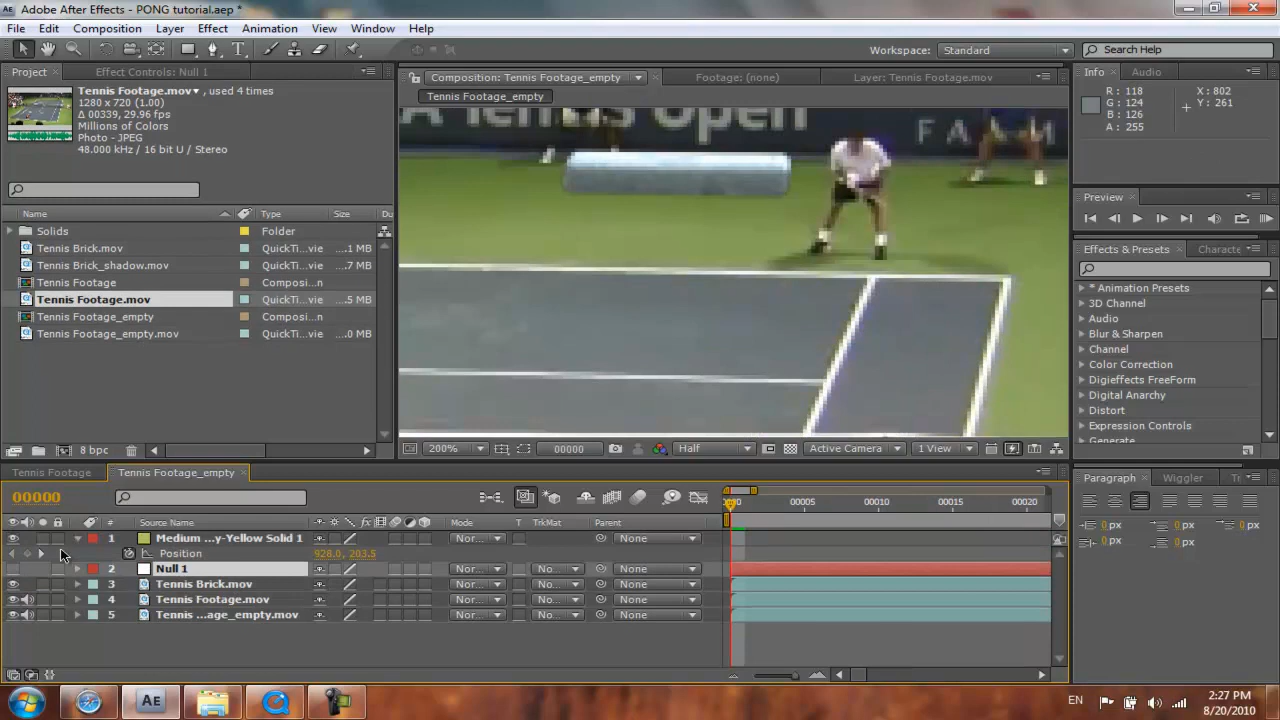 Adobe After Effects - PONG tutorial.aep *
File Edit Composition Layer Effect Animation View Window Help
Workspace: Standard Search Help
Project Effect Controls: Null 1
Composition: Tennis Footage_empty Footage: (none) Layer: Tennis Footage.mov
Info Audio
Tennis Footage.mov , used 4 times
1280 x 720 (1.00)
Δ 00339, 29.96 fps
Millions of Colors
Photo - JPEG
48.000 kHz / 16 bit U / Stereo
Tennis Footage_empty
A Tennis Open FARM
R : 118
G : 124
B : 126
A : 255
X : 802
Y : 261
Preview
Effects & Presets Characte
* Animation Presets
3D Channel
Audio
Blur & Sharpen
Channel
Color Correction
Digieffects FreeForm
Digital Anarchy
Distort
Expression Controls
Generate
Name Type Size Du
Solids Folder
Tennis Brick.mov QuickTi...vie ....1 MB
Tennis Brick_shadow.mov QuickTi...vie ....7 MB
Tennis Footage Composi...n
Tennis Footage.mov QuickTi...vie ....5 MB
Tennis Footage_empty Composi...n
Tennis Footage_empty.mov QuickTi...vie ....0 MB
8 bpc
200% 00000 Half Active Camera 1 View
Tennis Footage Tennis Footage_empty
00000
0000 00005 00010 00015 00020
# Source Name fx Mode T TrkMat Parent
1 Medium ...y-Yellow Solid 1 Nor... None
Position 928.0, 203.5
2 Null 1 Nor... No... None
3 Tennis Brick.mov Nor... No... None
4 Tennis Footage.mov Nor... No... None
5 Tennis ...age_empty.mov Nor... No... None
Paragraph Wiggler Tr
0 px 0 px 0 px
0 px 0 px
AE
EN
2:27 PM
8/20/2010